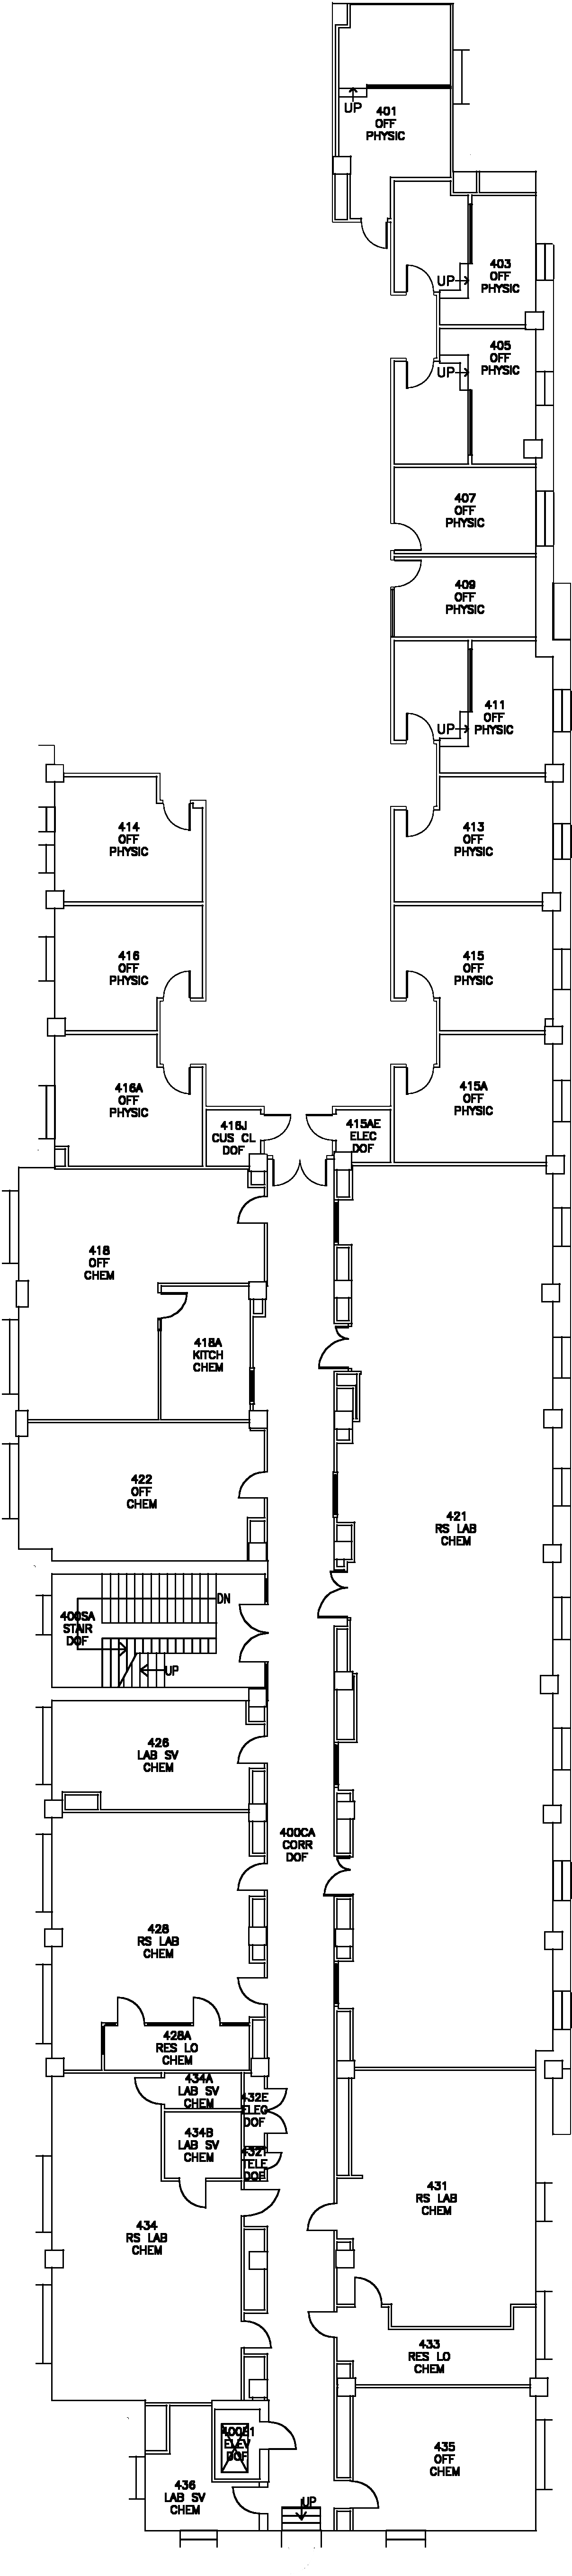 401
OFF
PHYSIC
UP
403
OFF
PHYSIC
UP
405
OFF
PHYSIC
UP
407
OFF
PHYSIC
409
OFF
PHYSIC
411
OFF
PHYSIC
UP
414
OFF
PHYSIC
413
OFF
PHYSIC
416
OFF
PHYSIC
415
OFF
PHYSIC
416A
OFF
PHYSIC
415A
OFF
PHYSIC
416J
CUS CL
DOF
415AE
ELEC
DOF
418
OFF
CHEM
418A
KITCH
CHEM
422
OFF
CHEM
421
RS LAB
CHEM
DN
400SA
STAIR
DOF
UP
426
LAB SV
CHEM
400CA
CORR
DOF
428
RS LAB
CHEM
428A
RES LO
CHEM
434A
LAB SV
CHEM
432E
ELEC
DOF
434B
LAB SV
CHEM
432T
TELE
DOF
431
RS LAB
CHEM
434
RS LAB
CHEM
433
RES LO
CHEM
400E1
ELEV
DOF
435
OFF
CHEM
436
LAB SV
CHEM
UP